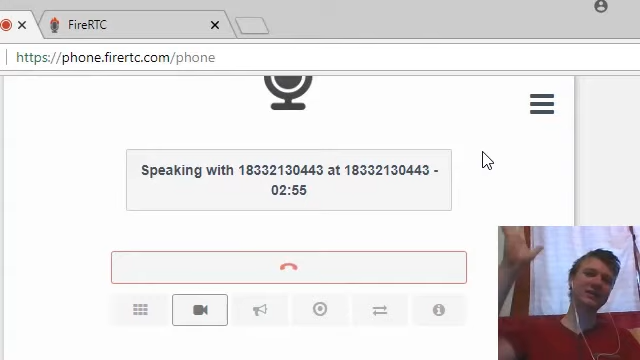 FireRTC
https://phone.firertc.com/phone
Speaking with 18332130443 at 18332130443 -
02:55